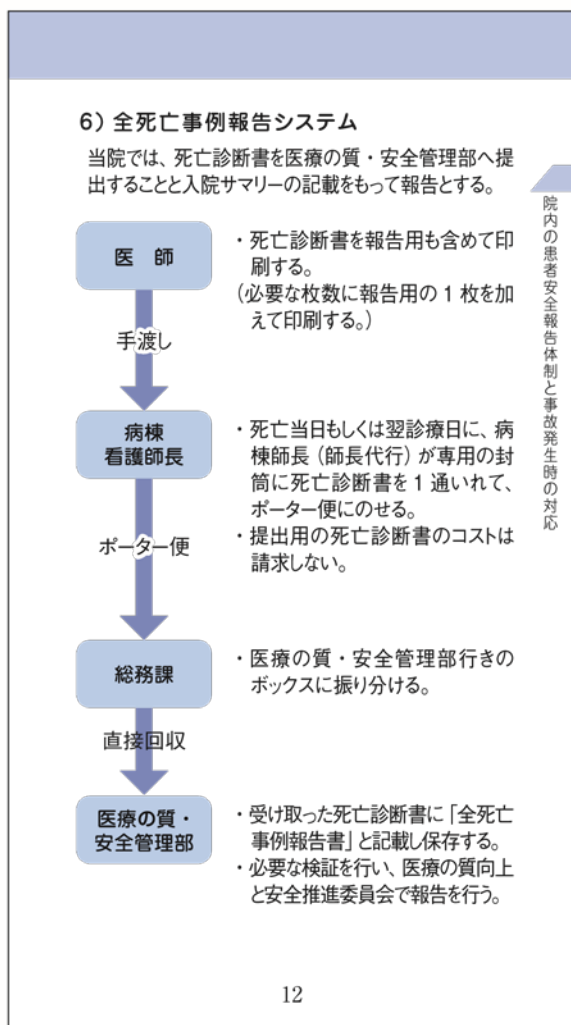 6）全死亡事例報告システム
当院では、死亡診断書を医療の質・安全管理部へ提
出することと入院サマリーの記載をもって報告とする。
院内の患者安全報告体制と事故発生時の対応
医　師
・死亡診断書を報告用も含めて印
刷する。
（必要な枚数に報告用の 1 枚を加
えて印刷する。）
手渡し
病棟
看護師長
・死亡当日もしくは翌診療日に、病
棟師長（師長代行）が専用の封
筒に死亡診断書を 1 通いれて、
ポーター便にのせる。
・提出用の死亡診断書のコストは
請求しない。
ポーター便
総務課
・医療の質・安全管理部行きの
ボックスに振り分ける。
直接回収
医療の質・
安全管理部
・受け取った死亡診断書に「全死亡
事例報告書」と記載し保存する。
・必要な検証を行い、医療の質向上
と安全推進委員会で報告を行う。
12